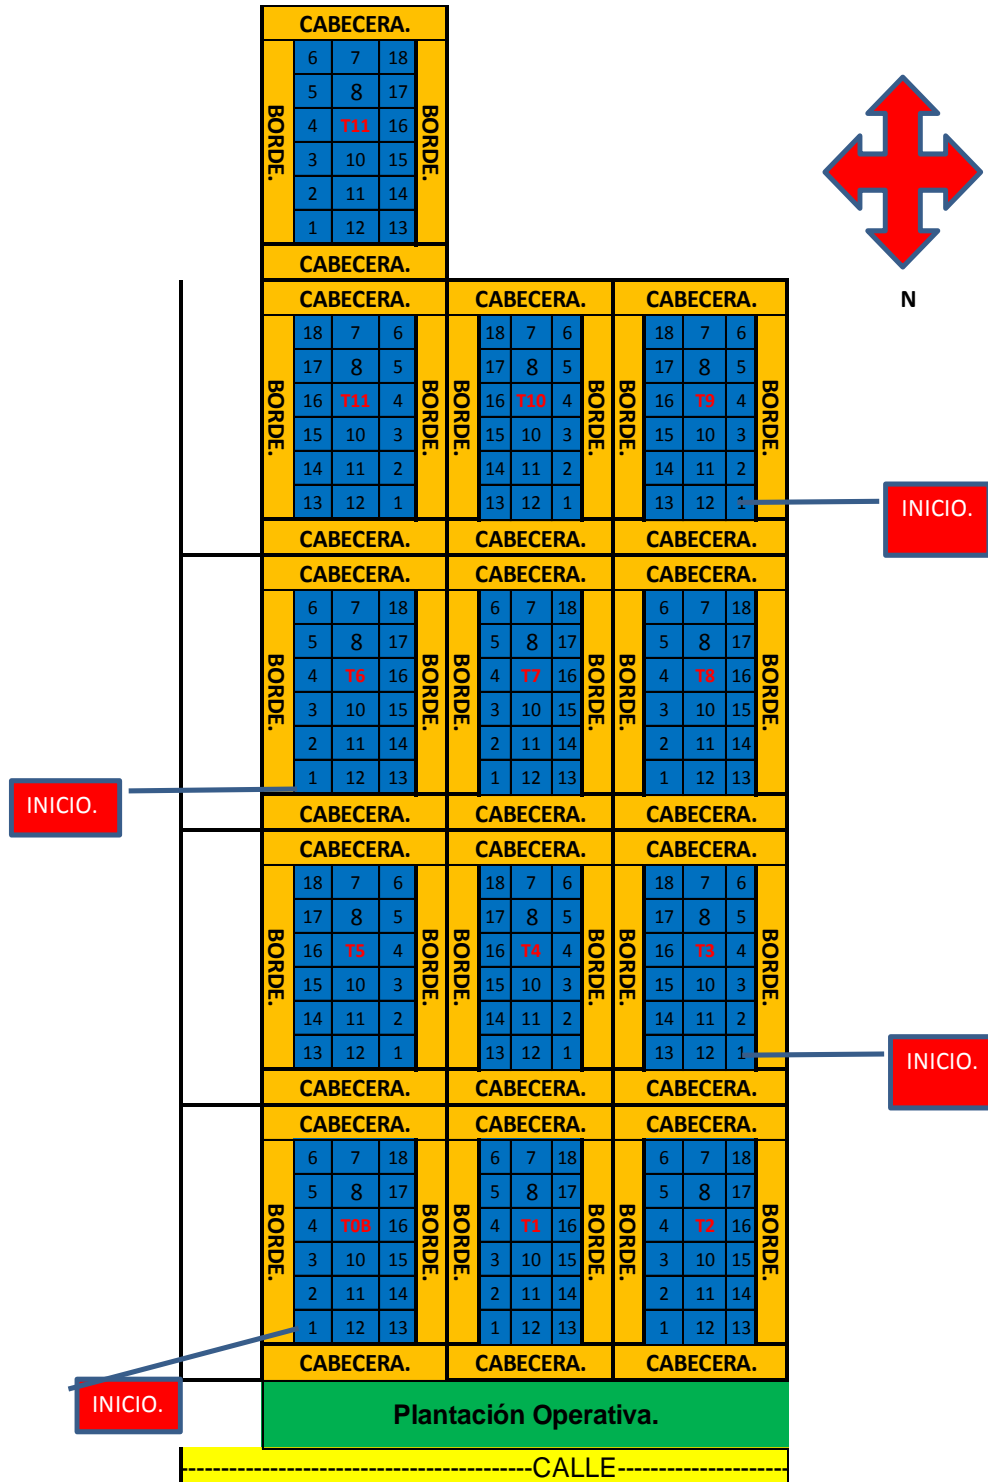 CABECERA.
6 7 18
5 8 17
BORDE. 4 T11 16 BORDE.
3 10 15
2 11 14
1 12 13
CABECERA.
N
CABECERA. CABECERA. CABECERA.
18 7 6 18 7 6 18 7 6
17 8 5 17 8 5 17 8 5
BORDE. 16 T11 4 BORDE. BORDE. 16 T10 4 BORDE. BORDE. 16 T9 4 BORDE.
15 10 3 15 10 3 15 10 3
14 11 2 14 11 2 14 11 2
13 12 1 13 12 1 13 12 1 INICIO.
CABECERA. CABECERA. CABECERA.
CABECERA. CABECERA. CABECERA.
6 7 18 6 7 18 6 7 18
5 8 17 5 8 17 5 8 17
BORDE. 4 T6 16 BORDE. BORDE. 4 T7 16 BORDE. BORDE. 4 T8 16 BORDE.
3 10 15 3 10 15 3 10 15
2 11 14 2 11 14 2 11 14
INICIO. 1 12 13 1 12 13 1 12 13
CABECERA. CABECERA. CABECERA.
CABECERA. CABECERA. CABECERA.
18 7 6 18 7 6 18 7 6
17 8 5 17 8 5 17 8 5
BORDE. 16 T5 4 BORDE. BORDE. 16 T4 4 BORDE. BORDE. 16 T3 4 BORDE.
15 10 3 15 10 3 15 10 3
14 11 2 14 11 2 14 11 2
13 12 1 13 12 1 13 12 1 INICIO.
CABECERA. CABECERA. CABECERA.
CABECERA. CABECERA. CABECERA.
6 7 18 6 7 18 6 7 18
5 8 17 5 8 17 5 8 17
BORDE. 4 T0B 16 BORDE. BORDE. 4 T1 16 BORDE. BORDE. 4 T2 16 BORDE.
3 10 15 3 10 15 3 10 15
2 11 14 2 11 14 2 11 14
1 12 13 1 12 13 1 12 13
CABECERA. CABECERA. CABECERA.
INICIO.
Plantación Operativa.
CALLE